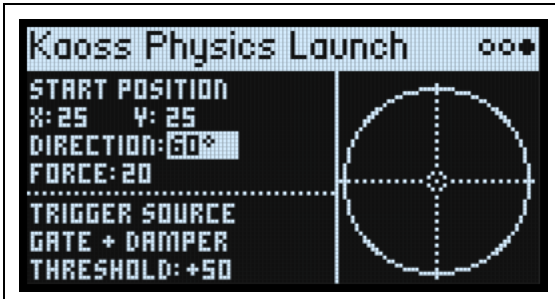 Kaoss Physics Launch
START POSITION
X: 25 Y: 25
DIRECTION: 60°
FORCE: 20
TRIGGER SOURCE
GATE + DAMPER
THRESHOLD: +50